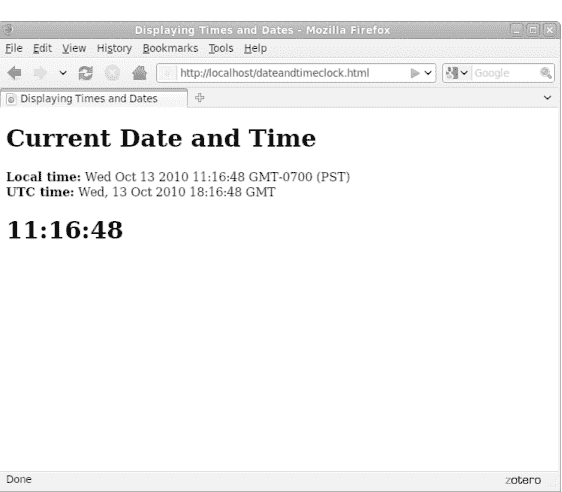 Displaying Times and Dates - Mozilla Firefox
File Edit View History Bookmarks Tools Help
http://localhost/dateandtimeclock.html Google
Displaying Times and Dates
Current Date and Time
Local time: Wed Oct 13 2010 11:16:48 GMT-0700 (PST)
UTC time: Wed, 13 Oct 2010 18:16:48 GMT
11:16:48
Done zotero